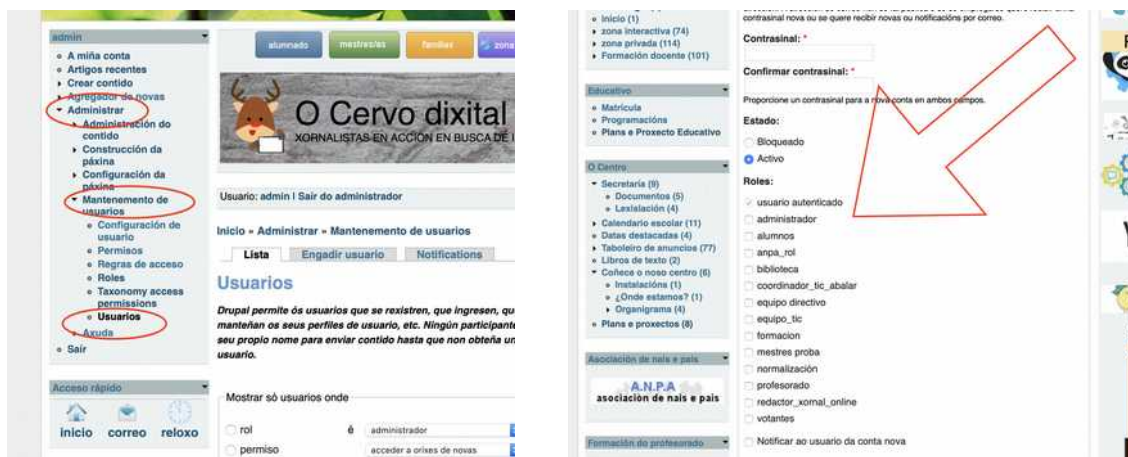 admin
A miña conta
Artigos recentes
Crear contido
Agregador de novas
Administrar
Administración do
contido
Construcción da
páxina
Configuración da
páxina
Mantenemento de
usuarios
Configuración de
usuario
Permisos
Regras de acceso
Roles
Taxonomy access
permissions
Usuarios
Axuda
Sair
Acceso rápido
inicio correo reloxo
alumnado mestres/as familias zona
O Cervo dixital
XORNALISTAS EN ACCIÓN EN BUSCA DE
Usuario: admin | Sair do administrador
Inicio » Administrar » Mantenemento de usuarios
Lista Engadir usuario Notifications
Usuarios
Drupal permite ós usuarios que se rexistren, que ingresen,
manteñan os seus perfiles de usuario, etc. Ningún participante
seu propio nome para enviar contido hasta que non obteña
usuario.
Mostrar só usuarios onde
rol é administrador
permiso acceder a orixes de novas
Inicio (1)
zona interactiva (74)
zona privada (114)
Formación docente (101)
Educativo
Matricula
Programacións
Plans e Proxecto Educativo
O Centro
Secretaría (9)
Documentos (5)
Lexislación (4)
Calendario escolar (11)
Datas destacadas (4)
Taboleiro de anuncios (77)
Libros de texto (2)
Coñece o noso centro (6)
Instalacións (1)
¿Onde estamos? (1)
Organigrama (4)
Plans e proxectos (8)
Asociación de nais e pais
A.N.P.A
asociación de nais e pais
Formación do profesorado
contrasinal nova ou se quere recibir novas ou notificacións por correo.
Contrasinal: *
Confirmar contrasinal: *
Proporcione un contrasinal para a nova conta en ambos campos.
Estado:
Bloqueado
Activo
Roles:
usuario autenticado
administrador
alumnos
anpa_rol
biblioteca
coordinador_tic_abalar
equipo directivo
equipo_tic
formacion
mestres proba
normalización
profesorado
redactor_xornal_online
votantes
Notificar ao usuario da conta nova